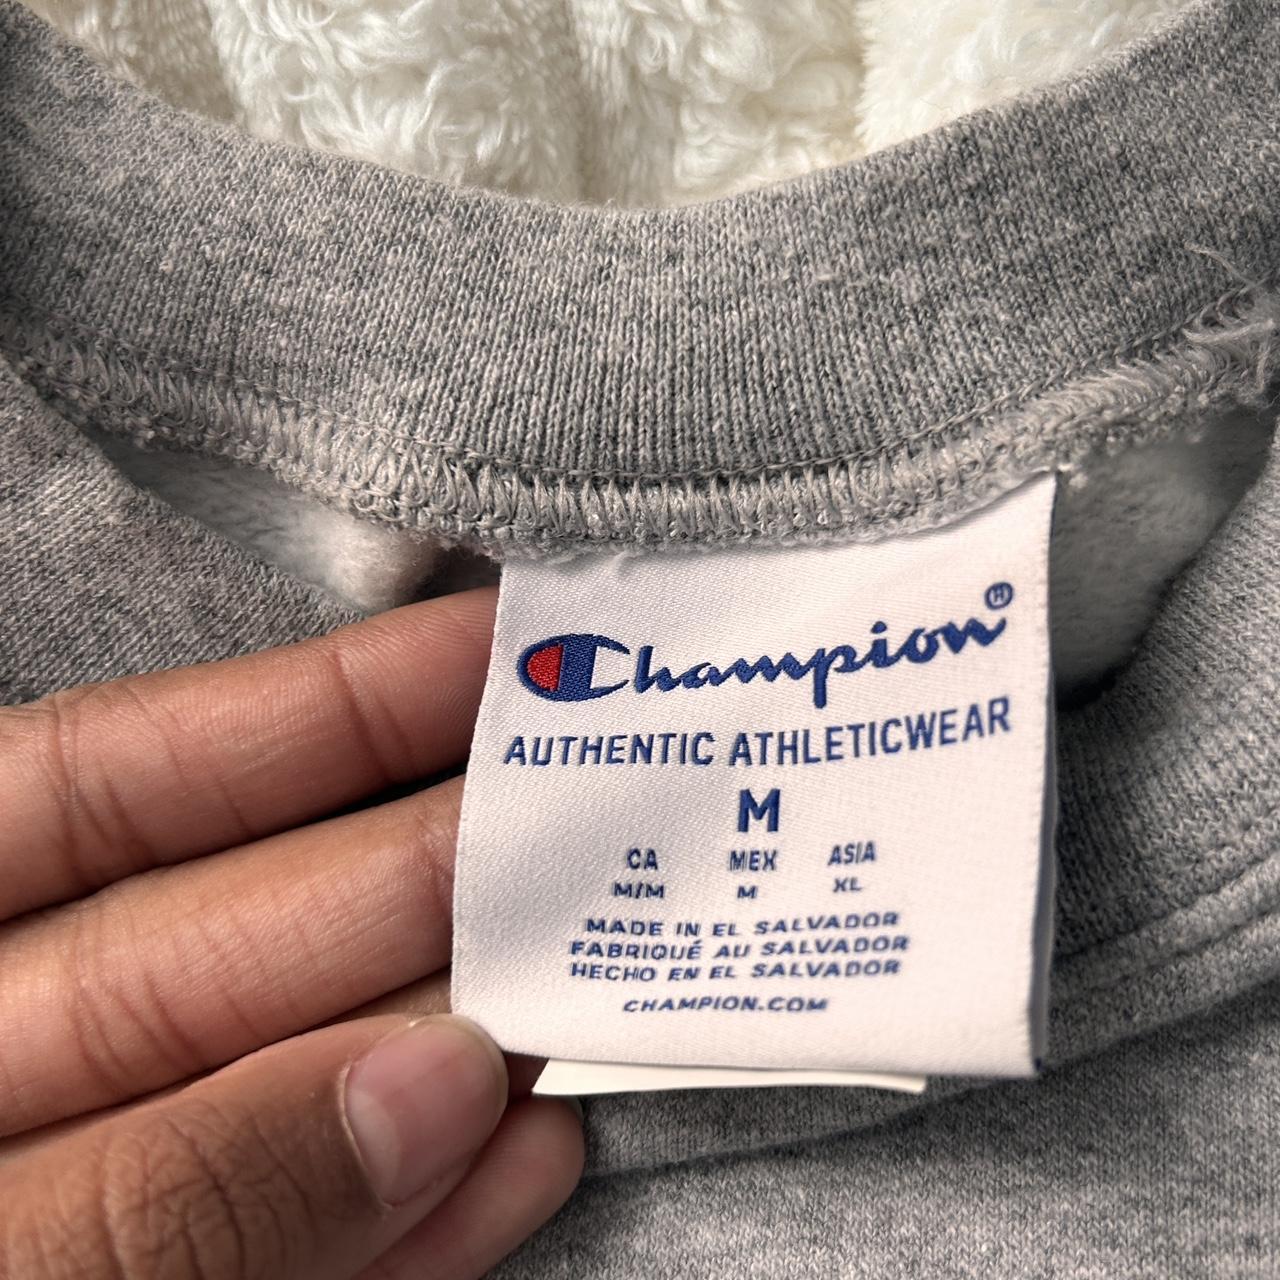 Champion®
AUTHENTIC ATHLETICWEAR
M
CA MEX ASIA
M/M M XL
MADE IN EL SALVADOR
FABRIQUÉ AU SALVADOR
HECHO EN EL SALVADOR
CHAMPION.COM